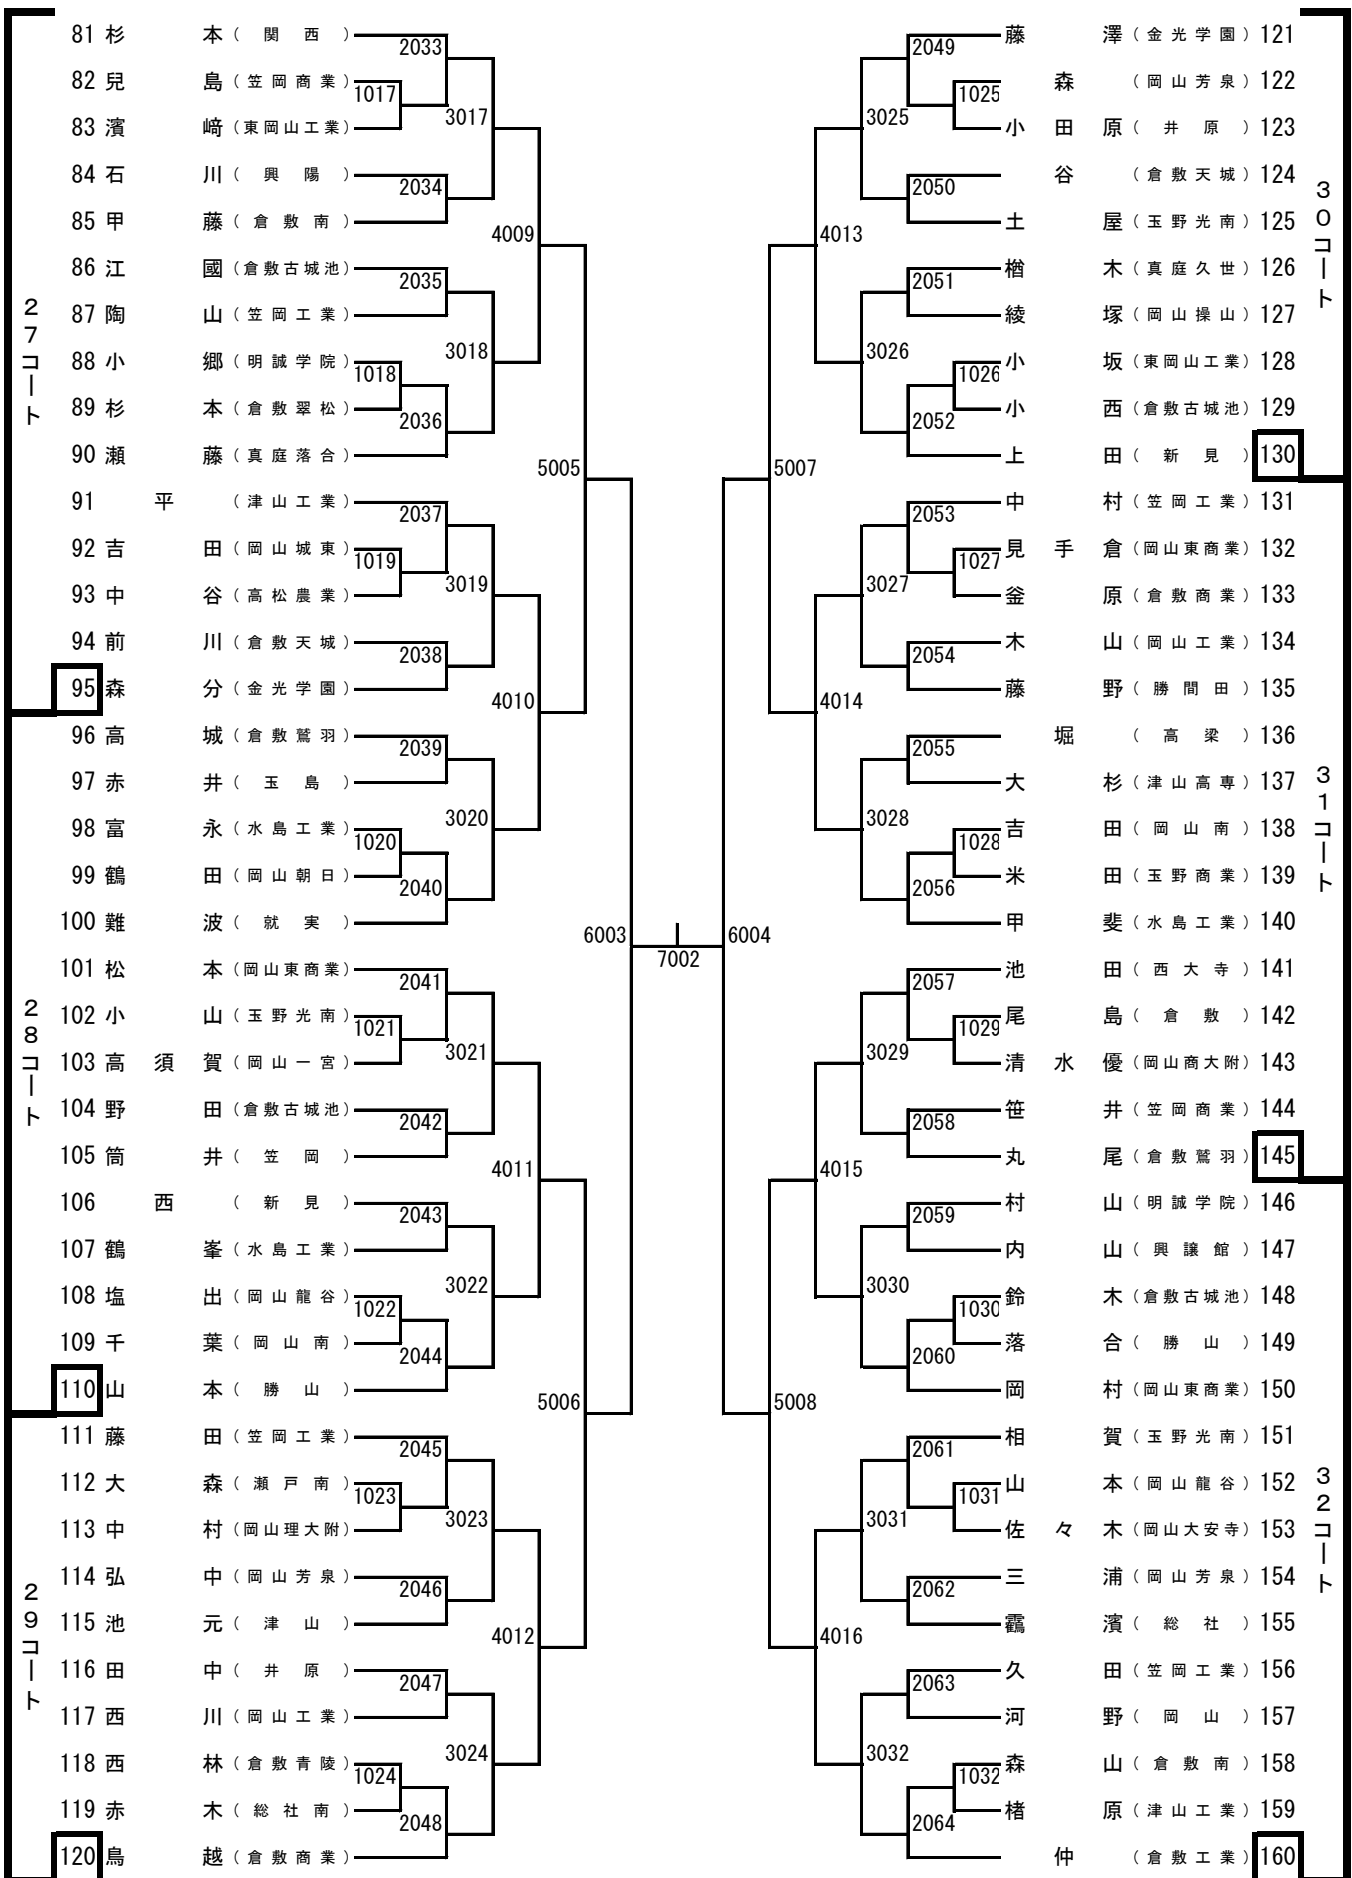 81 杉本（関西）
82 兒島（笠岡商業）
83 濱﨑（東岡山工業）
84 石川（興陽）
85 甲藤（倉敷南）
86 江國（倉敷古城池）
87 陶山（笠岡工業）
88 小郷（明誠学院）
89 杉本（倉敷翠松）
90 瀬藤（真庭落合）
91 平（津山工業）
92 吉田（岡山城東）
93 中谷（高松農業）
94 前川（倉敷天城）
95 森分（金光学園）
96 高城（倉敷鷲羽）
97 赤井（玉島）
98 富永（水島工業）
99 鶴田（岡山朝日）
100 難波（就実）
101 松本（岡山東商業）
102 小山（玉野光南）
103 高須賀（岡山一宮）
104 野田（倉敷古城池）
105 筒井（笠岡）
106 西（新見）
107 鶴峯（水島工業）
108 塩出（岡山龍谷）
109 千葉（岡山南）
110 山本（勝山）
111 藤田（笠岡工業）
112 大森（瀬戸南）
113 中村（岡山理大附）
114 弘中（岡山芳泉）
115 池元（津山）
116 田中（井原）
117 西川（岡山工業）
118 西林（倉敷青陵）
119 赤木（総社南）
120 鳥越（倉敷商業）
27コート
28コート
29コート
1017
1018
1019
1020
1021
1022
1023
1024
2033
2034
2035
2036
2037
2038
2039
2040
2041
2042
2043
2044
2045
2046
2047
2048
3017
3018
3019
3020
3021
3022
3023
3024
4009
4010
4011
4012
5005
5006
6003
7002
6004
5007
5008
4013
4014
4015
4016
3025
3026
3027
3028
3029
3030
3031
3032
2049
2050
2051
2052
2053
2054
2055
2056
2057
2058
2059
2060
2061
2062
2063
2064
1025
1026
1027
1028
1029
1030
1031
1032
藤澤（金光学園）121
森（岡山芳泉）122
小田原（井原）123
谷（倉敷天城）124
土屋（玉野光南）125
楢木（真庭久世）126
綾塚（岡山操山）127
小坂（東岡山工業）128
小西（倉敷古城池）129
上田（新見）130
中村（笠岡工業）131
見手倉（岡山東商業）132
釜原（倉敷商業）133
木山（岡山工業）134
藤野（勝間田）135
堀（高梁）136
大杉（津山高専）137
吉田（岡山南）138
米田（玉野商業）139
甲斐（水島工業）140
池田（西大寺）141
尾島（倉敷）142
清水優（岡山商大附）143
笹井（笠岡商業）144
丸尾（倉敷鷲羽）145
村山（明誠学院）146
内山（興譲館）147
鈴木（倉敷古城池）148
落合（勝山）149
岡村（岡山東商業）150
相賀（玉野光南）151
山本（岡山龍谷）152
佐々木（岡山大安寺）153
三浦（岡山芳泉）154
靏濱（総社）155
久田（笠岡工業）156
河野（岡山）157
森山（倉敷南）158
楮原（津山工業）159
仲（倉敷工業）160
30コート
31コート
32コート